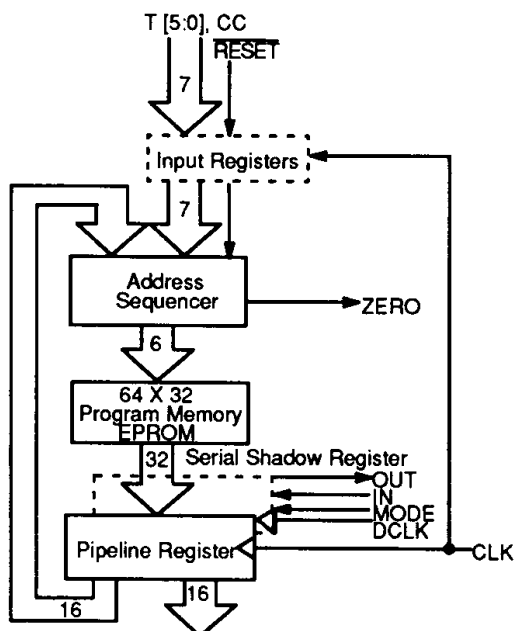 T [5:0], CC
RESET
7
Input Registers
7
Address
Sequencer
ZERO
6
64 X 32
Program Memory
EPROM
32
Serial Shadow Register
OUT
IN
MODE
DCLK
Pipeline Register
CLK
16
16